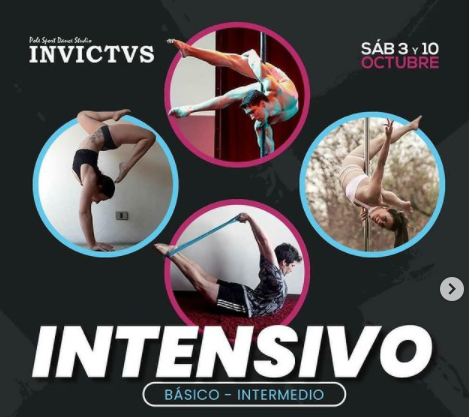 Pole Sport Dance Studio
INVICTVS
SÁB 3 Y 10
OCTUBRE
INTENSIVO
BÁSICO - INTERMEDIO